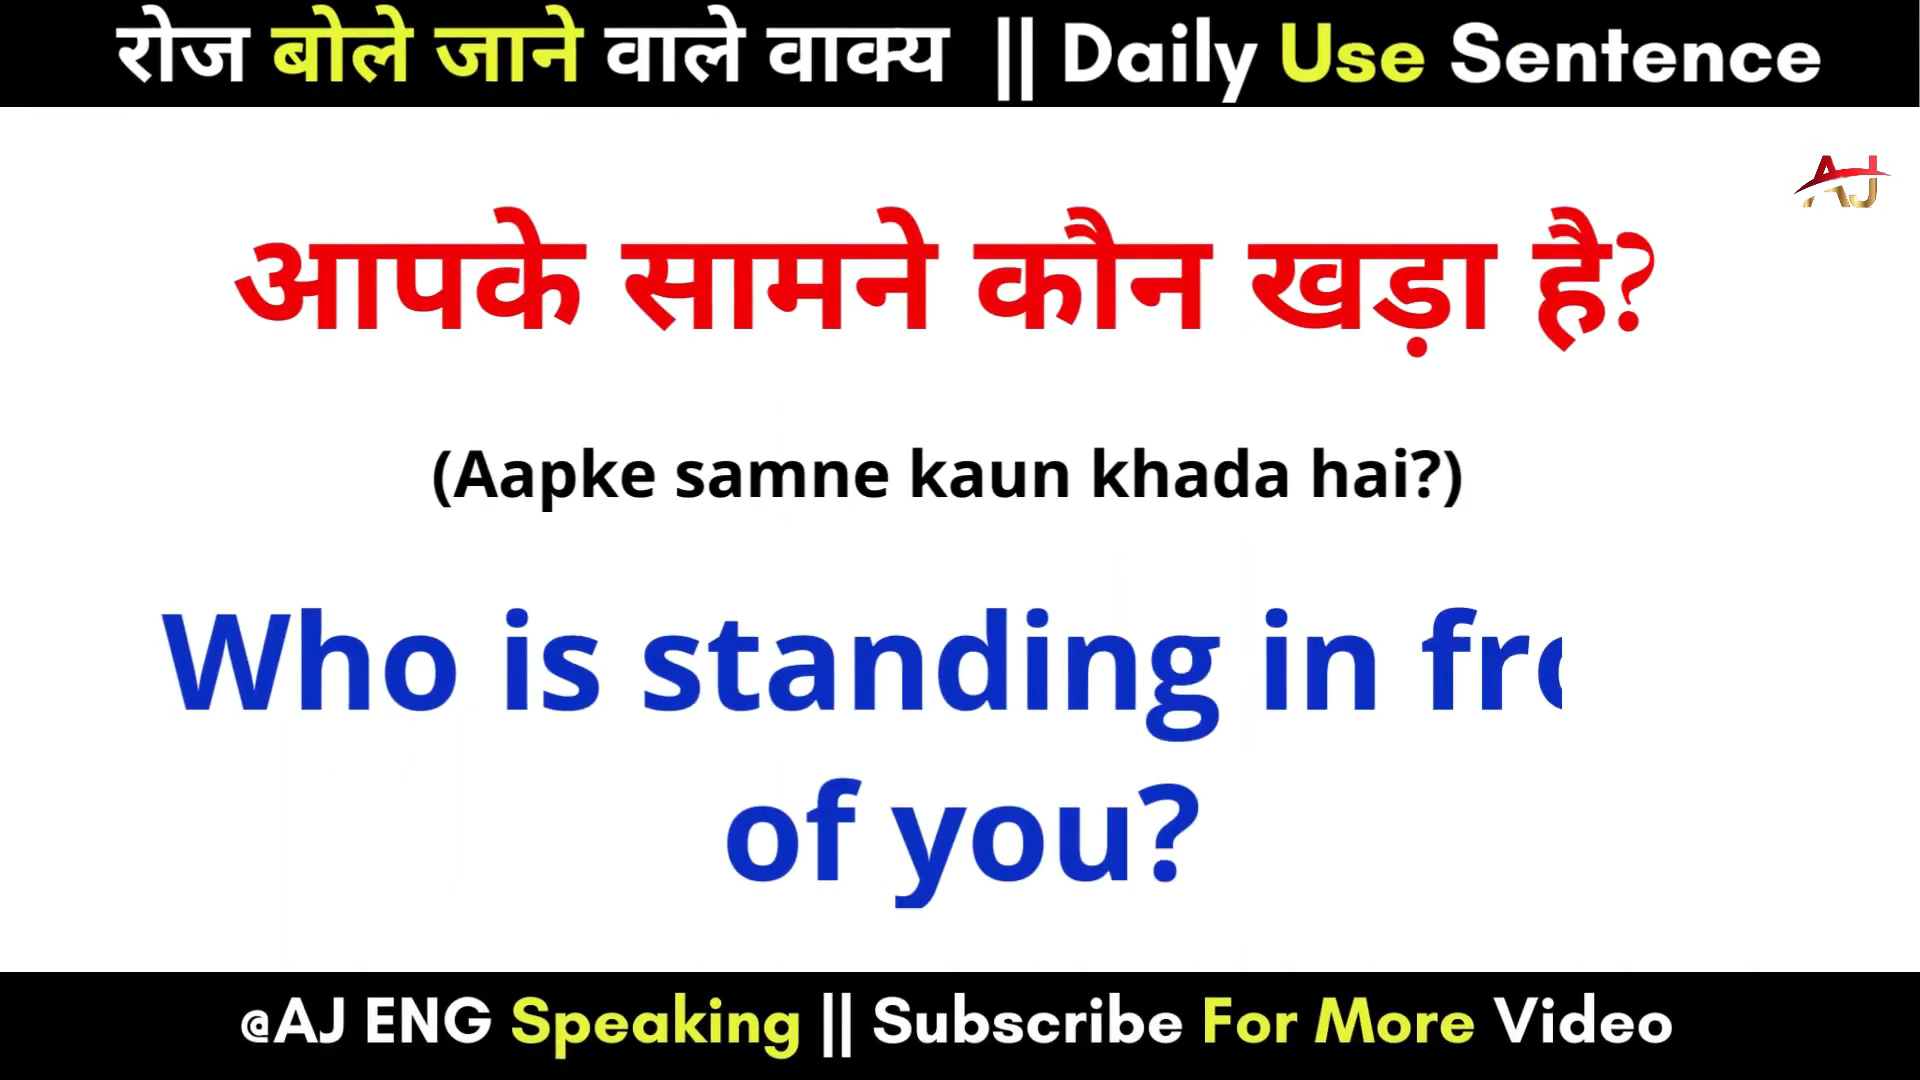 रोज बोले जाने वाले वाक्य || Daily Use Sentence
AJ
आपके सामने कौन खड़ा है?
(Aapke samne kaun khada hai?)
Who is standing in fro
of you?
@AJ ENG Speaking || Subscribe For More Video